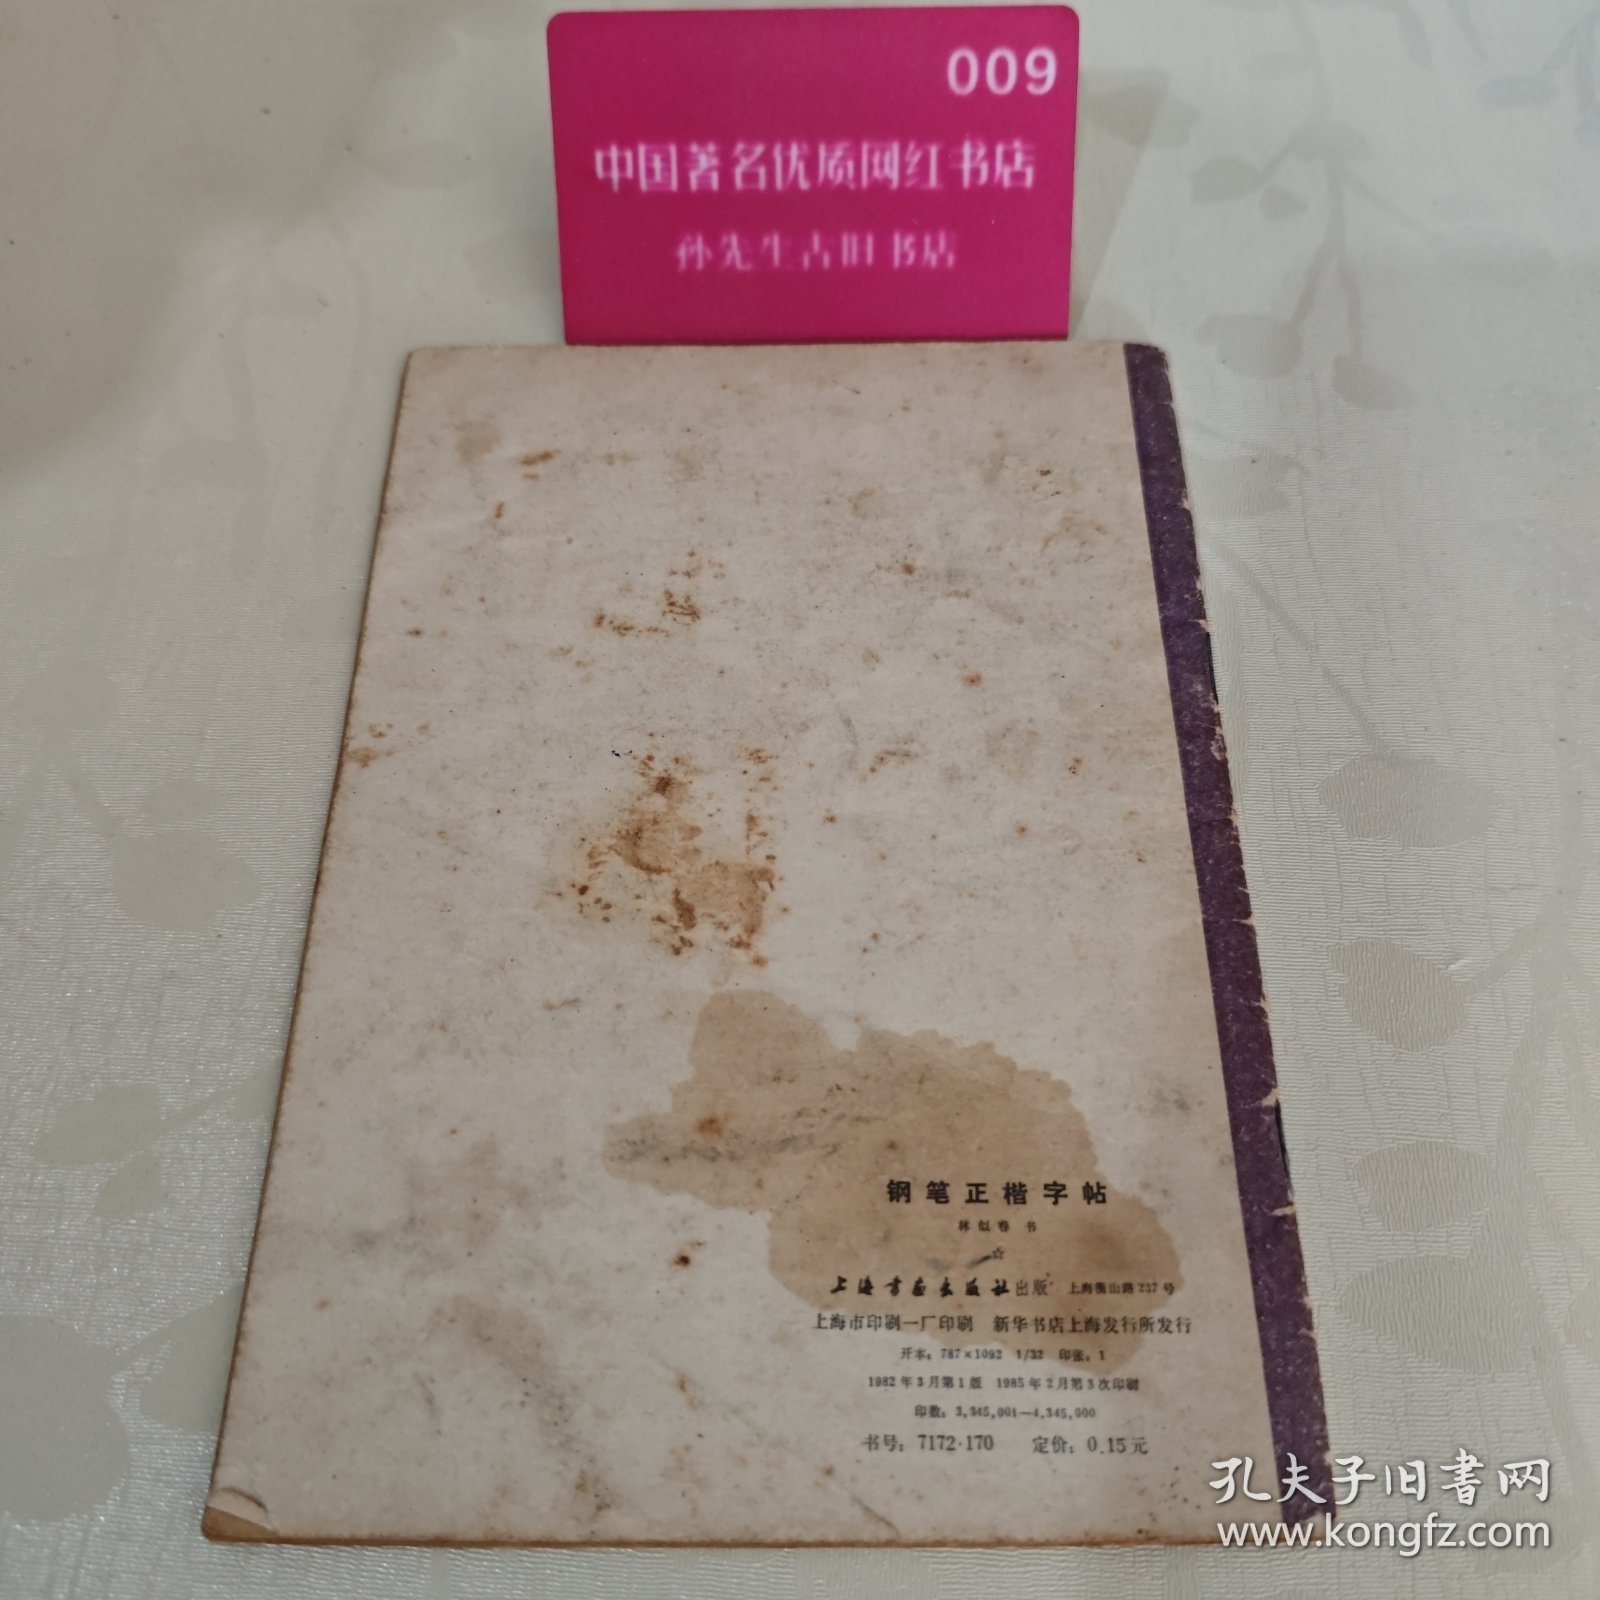 009
中国著名优质网红书店
孙先生古旧书店
钢笔正楷字帖
林似春 书
☆
上海书画出版社出版 上海衡山路237号
上海市印刷一厂印刷 新华书店上海发行所发行
开本：787×1092 1/32 印张：1
1982年3月第1版 1985年2月第3次印刷
印数：3,345,001—4,345,000
书号：7172·170 定价：0.15元
孔夫子旧书网
www.kongfz.com